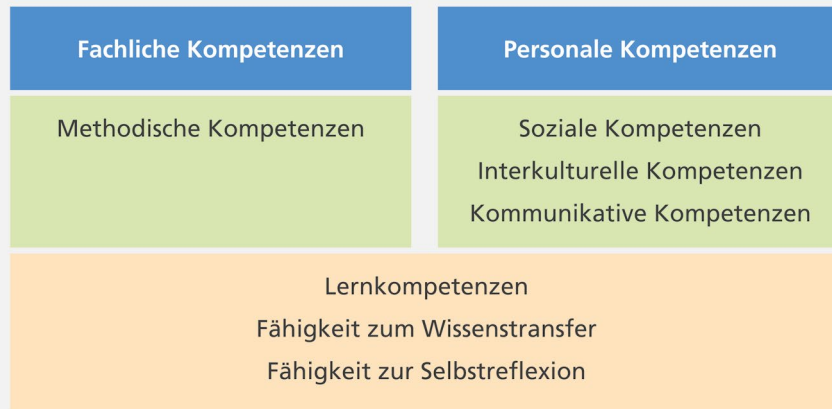 Fachliche Kompetenzen
Personale Kompetenzen
Methodische Kompetenzen
Soziale Kompetenzen
Interkulturelle Kompetenzen
Kommunikative Kompetenzen
Lernkompetenzen
Fähigkeit zum Wissenstransfer
Fähigkeit zur Selbstreflexion